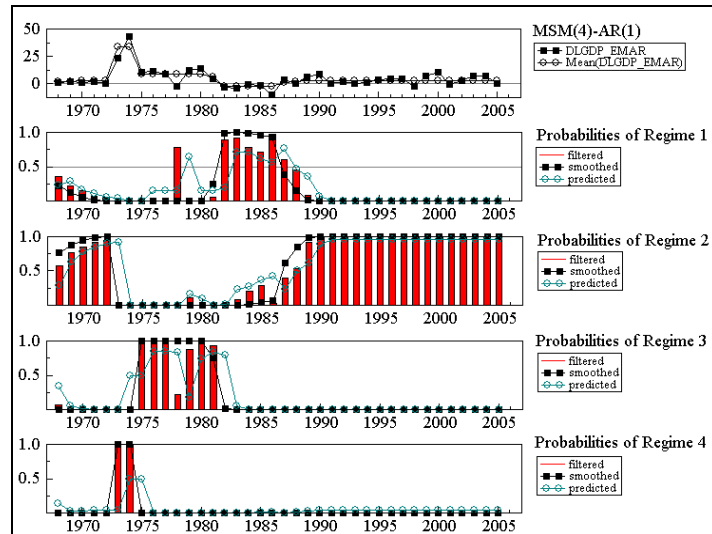 MSM(4)-AR(1)
DLGDP_EMAR
Mean(DLGDP_EMAR)
50
25
0
1970 1975 1980 1985 1990 1995 2000 2005
Probabilities of Regime 1
filtered
smoothed
predicted
1.0
0.5
1970 1975 1980 1985 1990 1995 2000 2005
Probabilities of Regime 2
filtered
smoothed
predicted
1.0
0.5
1970 1975 1980 1985 1990 1995 2000 2005
Probabilities of Regime 3
filtered
smoothed
predicted
1.0
0.5
1970 1975 1980 1985 1990 1995 2000 2005
Probabilities of Regime 4
filtered
smoothed
predicted
1.0
0.5
1970 1975 1980 1985 1990 1995 2000 2005